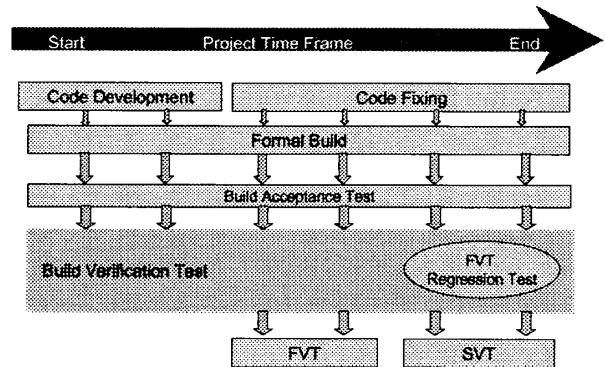 Start Project Time Frame End
Code Development Code Fixing
Formal Build
Build Acceptance Test
Build Verification Test
FVT
Regression Test
FVT SVT